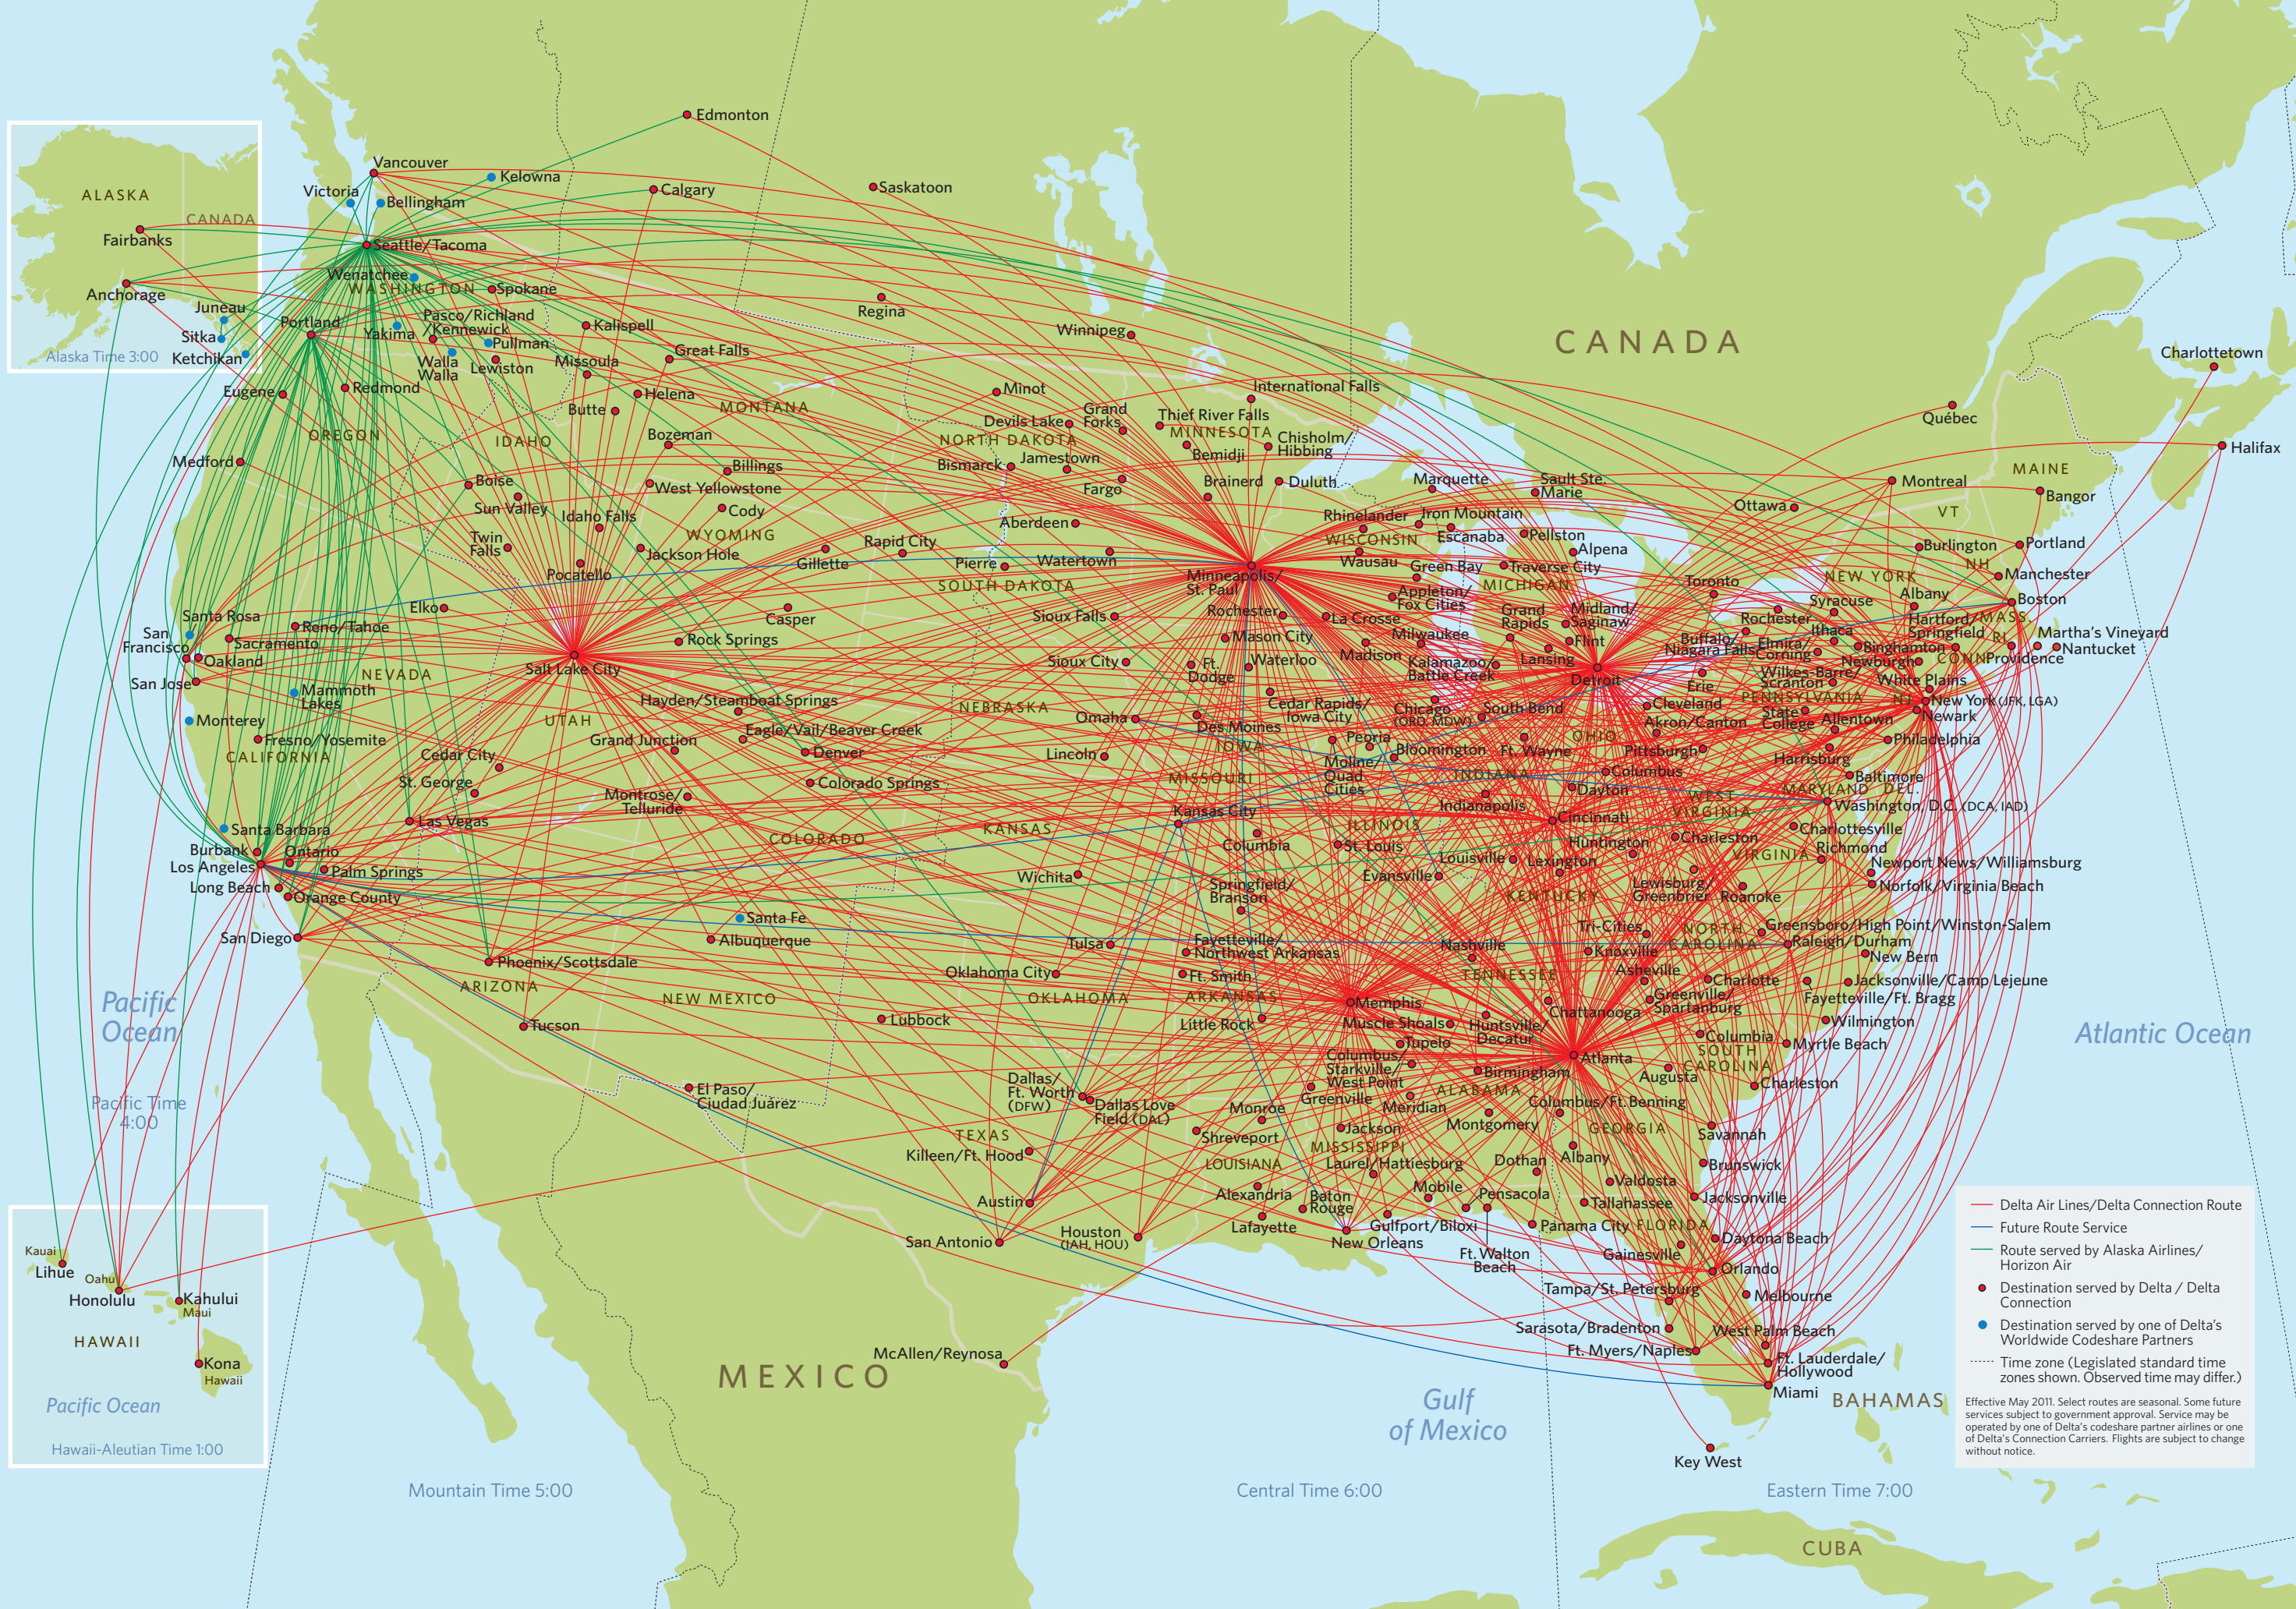 Edmonton
Vancouver
Kelowna
Calgary
Saskatoon
Victoria
Bellingham
ALASKA
CANADA
Fairbanks
Anchorage
Juneau
Sitka
Ketchikan
Alaska Time 3:00
Seattle/Tacoma
Wenatchee
WASHINGTON
Spokane
Portland
Yakima
Pasco/Richland
/Kennewick
Pullman
Walla
Walla
Lewiston
Kalispell
Missoula
Great Falls
Helena
Butte
MONTANA
Regina
Winnipeg
CANADA
Charlottetown
Eugene
Redmond
OREGON
IDAHO
Bozeman
Billings
Medford
Boise
Sun Valley
West Yellowstone
Cody
Idaho Falls
WYOMING
Twin
Falls
Jackson Hole
Pocatello
Gillette
Rapid City
Minot
Devils Lake
Grand
Forks
NORTH DAKOTA
Bismarck
Jamestown
Fargo
Aberdeen
Pierre
Watertown
SOUTH DAKOTA
International Falls
Thief River Falls
MINNESOTA
Bemidji
Chisholm/
Hibbing
Brainerd
Duluth
Minneapolis/
St. Paul
Québec
Halifax
MAINE
Bangor
Montreal
Ottawa
VT
Marquette
Sault Ste.
Marie
Rhinelander
Iron Mountain
WISCONSIN
Escanaba
Pellston
Wausau
Alpena
Green Bay
Traverse City
MICHIGAN
Appleton/
Fox Cities
Grand
Rapids
Midland/
Saginaw
Flint
Lansing
Detroit
Toronto
Burlington
Portland
NH
NEW YORK
Manchester
Syracuse
Albany
Boston
Rochester
Hartford/
Springfield
MASS.
RI
Ithaca
Buffalo/
Niagara Falls
Elmira/
Corning
Binghamton
Newburgh
CONN
Providence
Martha's Vineyard
Nantucket
Wilkes-Barre/
Scranton
White Plains
Erie
PENNSYLVANIA
NJ
New York (JFK, LGA)
Newark
Cleveland
State
College
Allentown
Akron/Canton
Pittsburgh
Philadelphia
Harrisburg
OHIO
Sioux Falls
Rochester
La Crosse
Mason City
Milwaukee
Madison
Kalamazoo/
Battle Creek
Sioux City
Ft.
Dodge
Waterloo
Cedar Rapids/
Iowa City
Chicago
(ORD, MDW)
South Bend
Omaha
Des Moines
IOWA
Peoria
Bloomington
Ft. Wayne
Lincoln
Moline/
Quad
Cities
INDIANA
Columbus
NEBRASKA
MISSOURI
Indianapolis
Dayton
Baltimore
MARYLAND
DEL.
WEST
VIRGINIA
Washington, D.C. (DCA, IAD)
Elko
Casper
Rock Springs
Salt Lake City
Santa Rosa
Reno/Tahoe
San
Francisco
Sacramento
Oakland
NEVADA
San Jose
Mammoth
Lakes
Monterey
Fresno/Yosemite
CALIFORNIA
UTAH
Hayden/Steamboat Springs
Eagle/Vail/Beaver Creek
Grand Junction
Denver
Cedar City
Colorado Springs
St. George
Montrose/
Telluride
Las Vegas
COLORADO
KANSAS
Kansas City
ILLINOIS
Columbia
St. Louis
Cincinnati
Huntington
Charleston
Charlottesville
Richmond
VIRGINIA
Louisville
Lexington
Newport News/Williamsburg
Norfolk/Virginia Beach
Evansville
KENTUCKY
Lewisburg/
Greenbrier
Roanoke
Santa Barbara
Burbank
Ontario
Los Angeles
Palm Springs
Long Beach
Orange County
San Diego
Wichita
Springfield/
Branson
Santa Fe
Albuquerque
Phoenix/Scottsdale
ARIZONA
NEW MEXICO
Tulsa
Oklahoma City
OKLAHOMA
Fayetteville/
Northwest Arkansas
Ft. Smith
ARKANSAS
Little Rock
Nashville
TENNESSEE
Memphis
Tri-Cities
Knoxville
NORTH
CAROLINA
Greensboro/High Point/Winston-Salem
Raleigh/Durham
New Bern
Asheville
Charlotte
Jacksonville/Camp Lejeune
Greenville/
Spartanburg
Fayetteville/Ft. Bragg
Wilmington
Chattanooga
Muscle Shoals
Huntsville/
Decatur
Tupelo
Columbia
SOUTH
CAROLINA
Myrtle Beach
Atlanta
Columbus/
Starkville/
West Point
Birmingham
Augusta
Charleston
ALABAMA
Greenville
Meridian
Columbus/Ft.Benning
Montgomery
GEORGIA
Savannah
Tucson
Lubbock
El Paso/
Ciudad Juárez
Dallas/
Ft. Worth
(DFW)
Dallas Love
Field (DAL)
TEXAS
Killeen/Ft. Hood
Austin
San Antonio
Houston
(IAH, HOU)
Monroe
Shreveport
Jackson
MISSISSIPPI
LOUISIANA
Laurel/Hattiesburg
Dothan
Albany
Brunswick
Valdosta
Alexandria
Baton
Rouge
Mobile
Pensacola
Tallahassee
Jacksonville
Lafayette
Gulfport/Biloxi
Panama City
FLORIDA
New Orleans
Ft. Walton
Beach
Gainesville
Daytona Beach
Orlando
Tampa/St. Petersburg
Melbourne
Sarasota/Bradenton
West Palm Beach
Ft. Myers/Naples
Ft. Lauderdale/
Hollywood
Miami
Key West
BAHAMAS
CUBA
McAllen/Reynosa
MEXICO
Gulf
of Mexico
Pacific
Ocean
Atlantic Ocean
Pacific Time
4:00
Kauai
Lihue
Oahu
Honolulu
Kahului
Maui
HAWAII
Kona
Hawaii
Pacific Ocean
Hawaii-Aleutian Time 1:00
Mountain Time 5:00
Central Time 6:00
Eastern Time 7:00
Delta Air Lines/Delta Connection Route
Future Route Service
Route served by Alaska Airlines/
Horizon Air
Destination served by Delta / Delta
Connection
Destination served by one of Delta's
Worldwide Codeshare Partners
Time zone (Legislated standard time
zones shown. Observed time may differ.)
Effective May 2011. Select routes are seasonal. Some future
services subject to government approval. Service may be
operated by one of Delta's codeshare partner airlines or one
of Delta's Connection Carriers. Flights are subject to change
without notice.